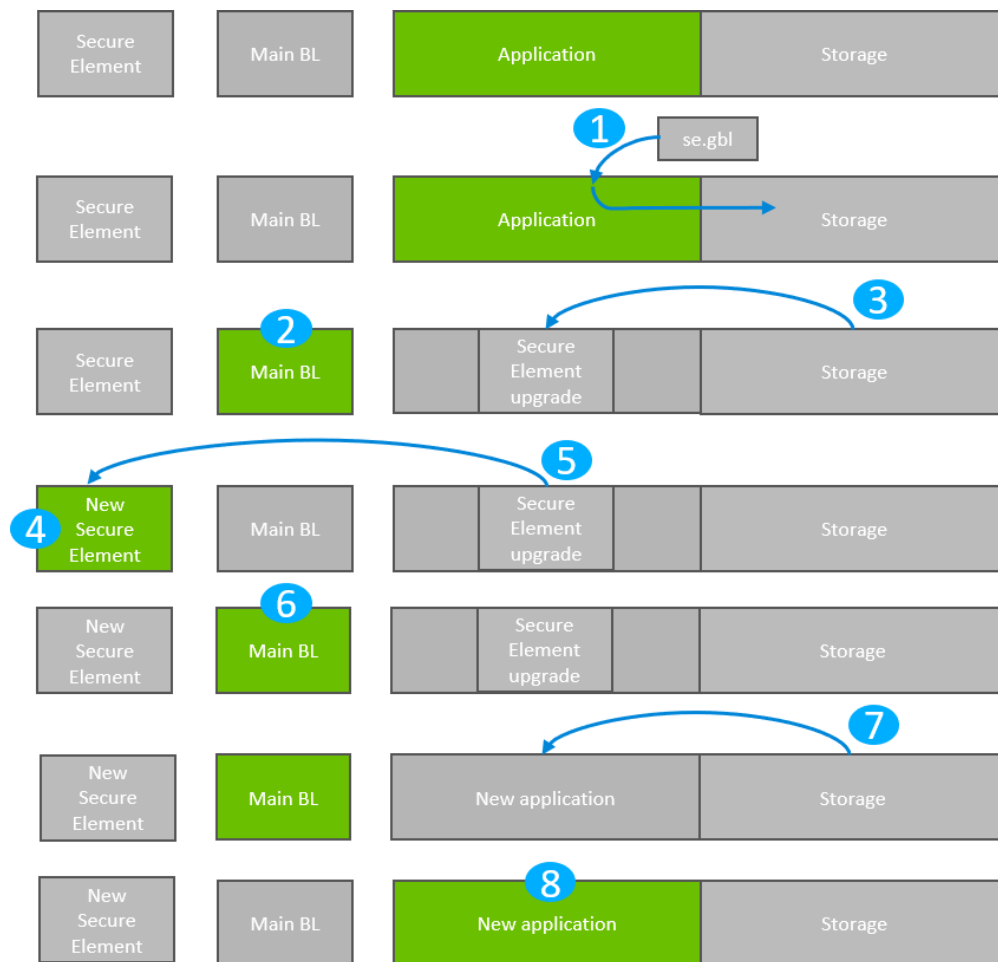 Secure
Element
Main BL
Application
Storage
1
se.gbl
Secure
Element
Main BL
Application
Storage
2
3
Secure
Element
Main BL
Secure
Element
upgrade
Storage
5
4
New
Secure
Element
Main BL
Secure
Element
upgrade
Storage
6
New
Secure
Element
Main BL
Secure
Element
upgrade
Storage
7
New
Secure
Element
Main BL
New application
Storage
8
New
Secure
Element
Main BL
New application
Storage